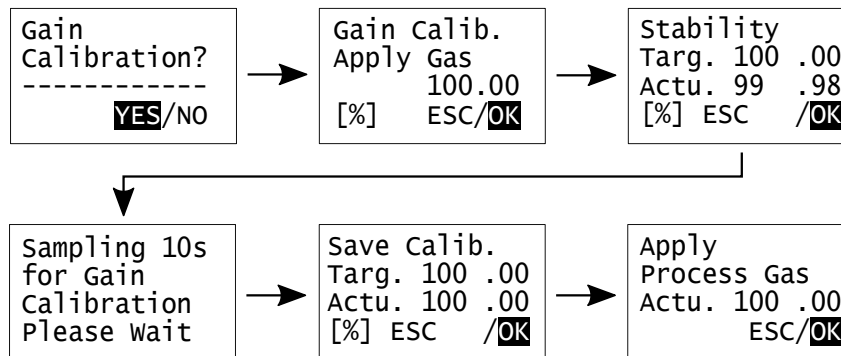 Gain
Calibration?
------------
YES/NO
Gain Calib.
Apply Gas
100.00
[%] ESC/OK
Stability
Targ. 100 .00
Actu. 99 .98
[%] ESC /OK
Sampling 10s
for Gain
Calibration
Please Wait
Save Calib.
Targ. 100 .00
Actu. 100 .00
[%] ESC /OK
Apply
Process Gas
Actu. 100 .00
ESC/OK